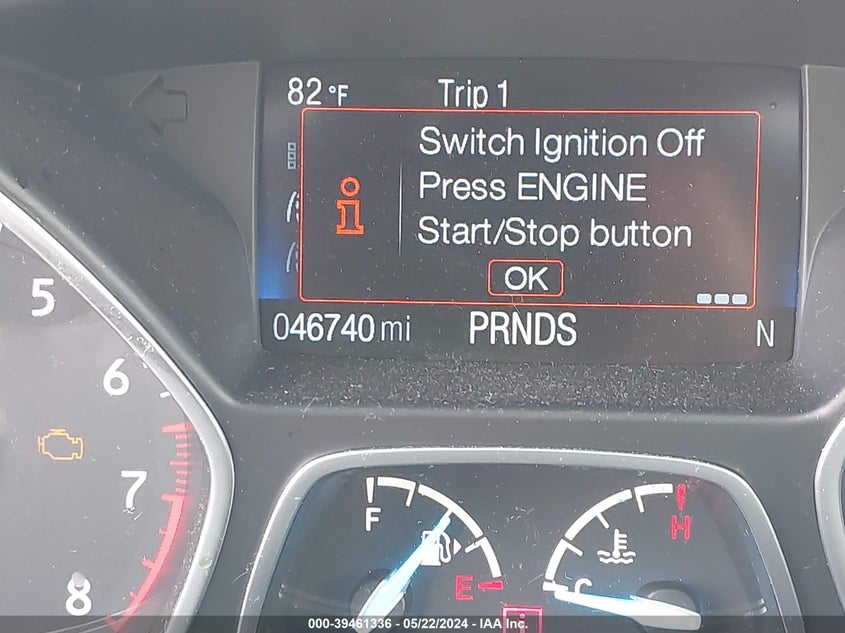 82°F Trip 1
Switch Ignition Off
Press ENGINE
Start/Stop button
OK
046740 mi PRNDS N
5
6
7
8
F
E
H
C
000-39461336 - 05/22/2024 - IAA Inc.